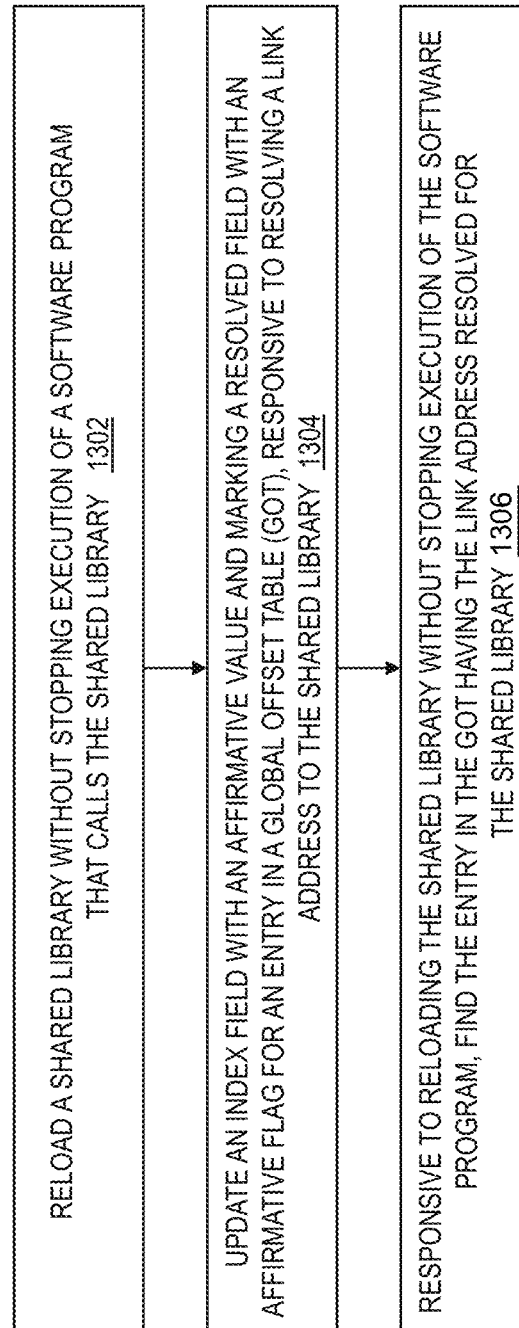 RELOAD A SHARED LIBRARY WITHOUT STOPPING EXECUTION OF A SOFTWARE PROGRAM
THAT CALLS THE SHARED LIBRARY 1302
UPDATE AN INDEX FIELD WITH AN AFFIRMATIVE VALUE AND MARKING A RESOLVED FIELD WITH AN
AFFIRMATIVE FLAG FOR AN ENTRY IN A GLOBAL OFFSET TABLE (GOT), RESPONSIVE TO RESOLVING A LINK
ADDRESS TO THE SHARED LIBRARY 1304
RESPONSIVE TO RELOADING THE SHARED LIBRARY WITHOUT STOPPING EXECUTION OF THE SOFTWARE
PROGRAM, FIND THE ENTRY IN THE GOT HAVING THE LINK ADDRESS RESOLVED FOR
THE SHARED LIBRARY 1306